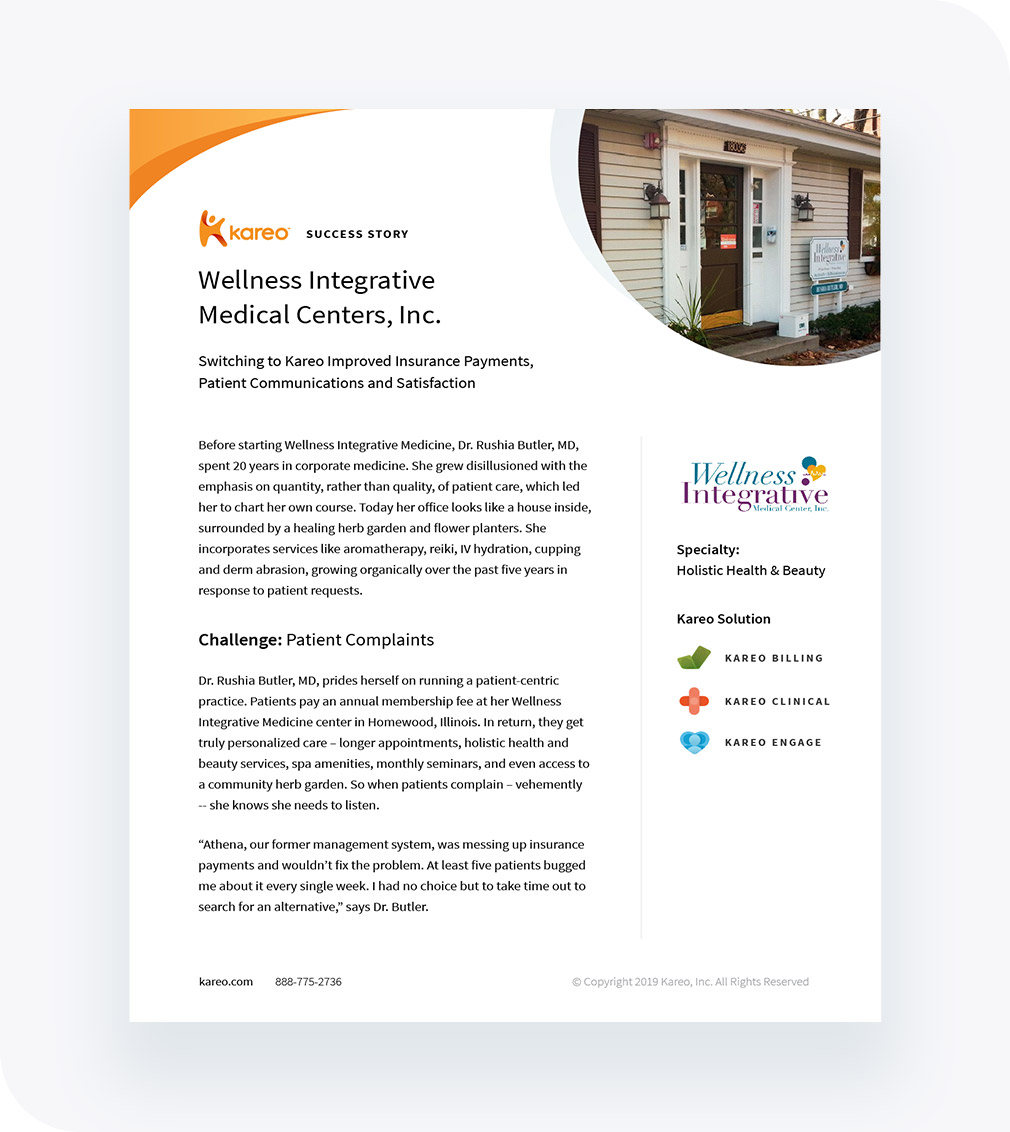 kareo SUCCESS STORY
Wellness Integrative
Medical Centers, Inc.
Switching to Kareo Improved Insurance Payments,
Patient Communications and Satisfaction
1803
Wellness
Integrative
Before starting Wellness Integrative Medicine, Dr. Rushia Butler, MD,
spent 20 years in corporate medicine. She grew disillusioned with the
emphasis on quantity, rather than quality, of patient care, which led
her to chart her own course. Today her office looks like a house inside,
surrounded by a healing herb garden and flower planters. She
incorporates services like aromatherapy, reiki, IV hydration, cupping
and derm abrasion, growing organically over the past five years in
response to patient requests.
Challenge: Patient Complaints
Dr. Rushia Butler, MD, prides herself on running a patient-centric
practice. Patients pay an annual membership fee at her Wellness
Integrative Medicine center in Homewood, Illinois. In return, they get
truly personalized care – longer appointments, holistic health and
beauty services, spa amenities, monthly seminars, and even access to
a community herb garden. So when patients complain – vehemently
-- she knows she needs to listen.
“Athena, our former management system, was messing up insurance
payments and wouldn’t fix the problem. At least five patients bugged
me about it every single week. I had no choice but to take time out to
search for an alternative,” says Dr. Butler.
Wellness
Integrative
Medical Center, Inc.
Specialty:
Holistic Health & Beauty
Kareo Solution
KAREO BILLING
KAREO CLINICAL
KAREO ENGAGE
kareo.com 888-775-2736
© Copyright 2019 Kareo, Inc. All Rights Reserved